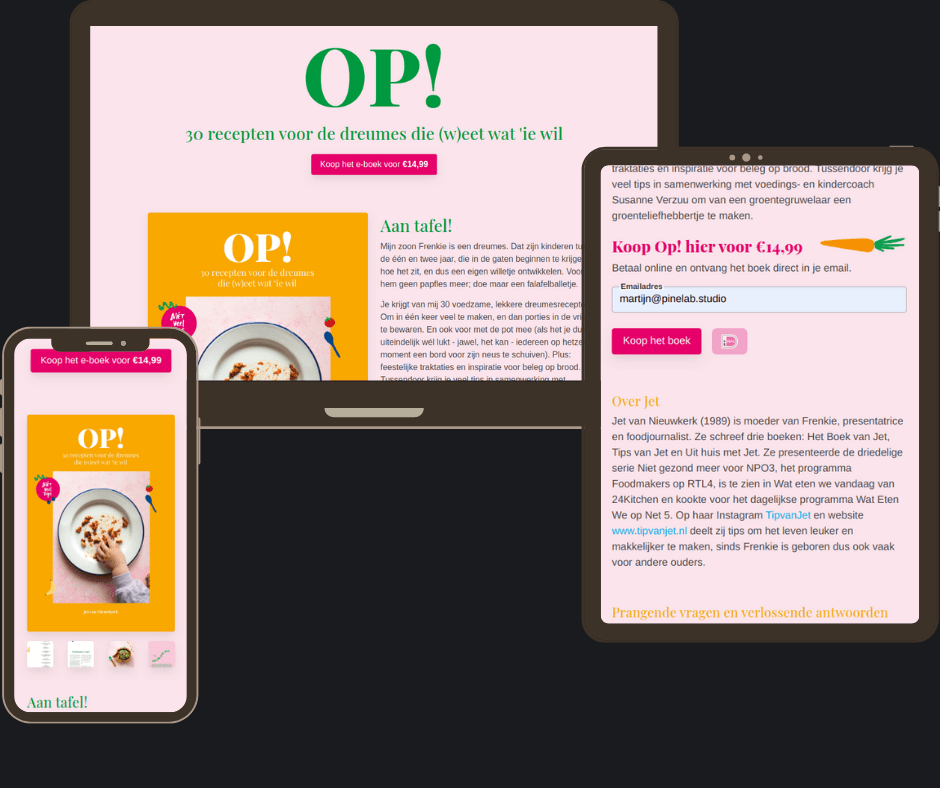 OP!
30 recepten voor de dreumes die (w)eet wat 'ie wil
Koop het e-boek voor €14,99
OP!
30 recepten voor de dreumes
die (w)eet wat 'ie wil
Aan tafel!
Mijn zoon Frenkie is een dreumes. Dat zijn kinderen tu
de één en twee jaar, die in de gaten beginnen te krijge
hoe het zit, en dus een eigen willetje ontwikkelen. Voor
hem geen papfles meer; doe maar een falafelballetje.
Je krijgt van mij 30 voedzame, lekkere dreumesrecepte
Om in één keer veel te maken, en dan porties in de vri
te bewaren. En ook voor met de pot mee (als het je du
uiteindelijk wél lukt - jawel, het kan - iedereen op hetze
moment een bord voor zijn neus te schuiven). Plus:
feestelijke traktaties en inspiratie voor beleg op brood.
Tussendoor krijg je veel tips in samenwerking met
traktaties en inspiratie voor beleg op brood. Tussendoor krijg je
veel tips in samenwerking met voedings- en kindercoach
Susanne Verzuu om van een groentegruwelaar een
groenteliefhebbertje te maken.
Koop Op! hier voor €14,99
Betaal online en ontvang het boek direct in je email.
Emailadres
martijn@pinelab.studio
Koop het boek
Over Jet
Jet van Nieuwkerk (1989) is moeder van Frenkie, presentatrice
en foodjournalist. Ze schreef drie boeken: Het Boek van Jet,
Tips van Jet en Uit huis met Jet. Ze presenteerde de driedelige
serie Niet gezond meer voor NPO3, het programma
Foodmakers op RTL4, is te zien in Wat eten we vandaag van
24Kitchen en kookte voor het dagelijkse programma Wat Eten
We op Net 5. Op haar Instagram TipvanJet en website
www.tipvanjet.nl deelt zij tips om het leven leuker en
makkelijker te maken, sinds Frenkie is geboren dus ook vaak
voor andere ouders.
Prangende vragen en verlossende antwoorden
Koop het e-boek voor €14,99
OP!
30 recepten voor de dreumes
die (w)eet wat 'ie wil
Aan tafel!